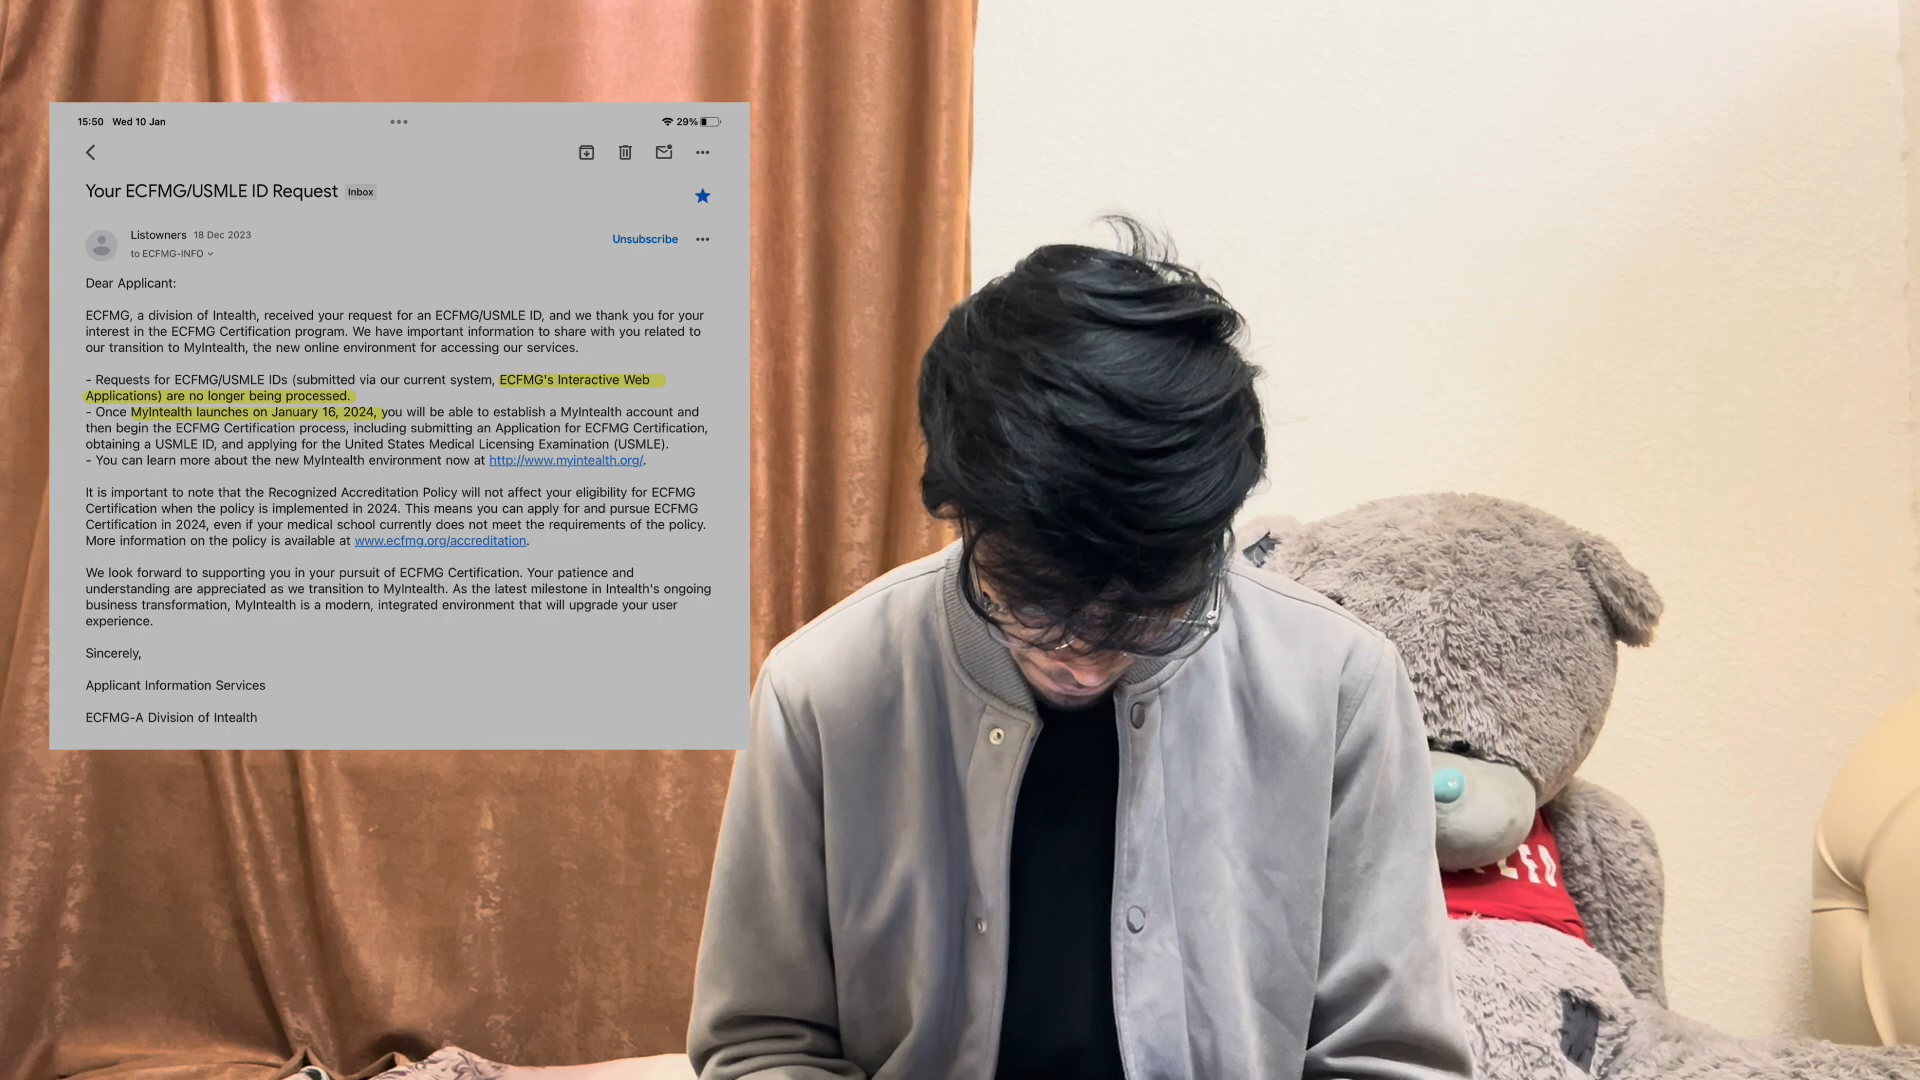 15:50 Wed 10 Jan
29%
Your ECFMG/USMLE ID Request Inbox
Listowners 18 Dec 2023
Unsubscribe
to ECFMG-INFO
Dear Applicant:
ECFMG, a division of Intealth, received your request for an ECFMG/USMLE ID, and we thank you for your
interest in the ECFMG Certification program. We have important information to share with you related to
our transition to MyIntealth, the new online environment for accessing our services.
- Requests for ECFMG/USMLE IDs (submitted via our current system, ECFMG's Interactive Web
Applications) are no longer being processed.
- Once MyIntealth launches on January 16, 2024, you will be able to establish a MyIntealth account and
then begin the ECFMG Certification process, including submitting an Application for ECFMG Certification,
obtaining a USMLE ID, and applying for the United States Medical Licensing Examination (USMLE).
- You can learn more about the new MyIntealth environment now at http://www.myintealth.org/.
It is important to note that the Recognized Accreditation Policy will not affect your eligibility for ECFMG
Certification when the policy is implemented in 2024. This means you can apply for and pursue ECFMG
Certification in 2024, even if your medical school currently does not meet the requirements of the policy.
More information on the policy is available at www.ecfmg.org/accreditation.
We look forward to supporting you in your pursuit of ECFMG Certification. Your patience and
understanding are appreciated as we transition to MyIntealth. As the latest milestone in Intealth's ongoing
business transformation, MyIntealth is a modern, integrated environment that will upgrade your user
experience.
Sincerely,
Applicant Information Services
ECFMG-A Division of Intealth